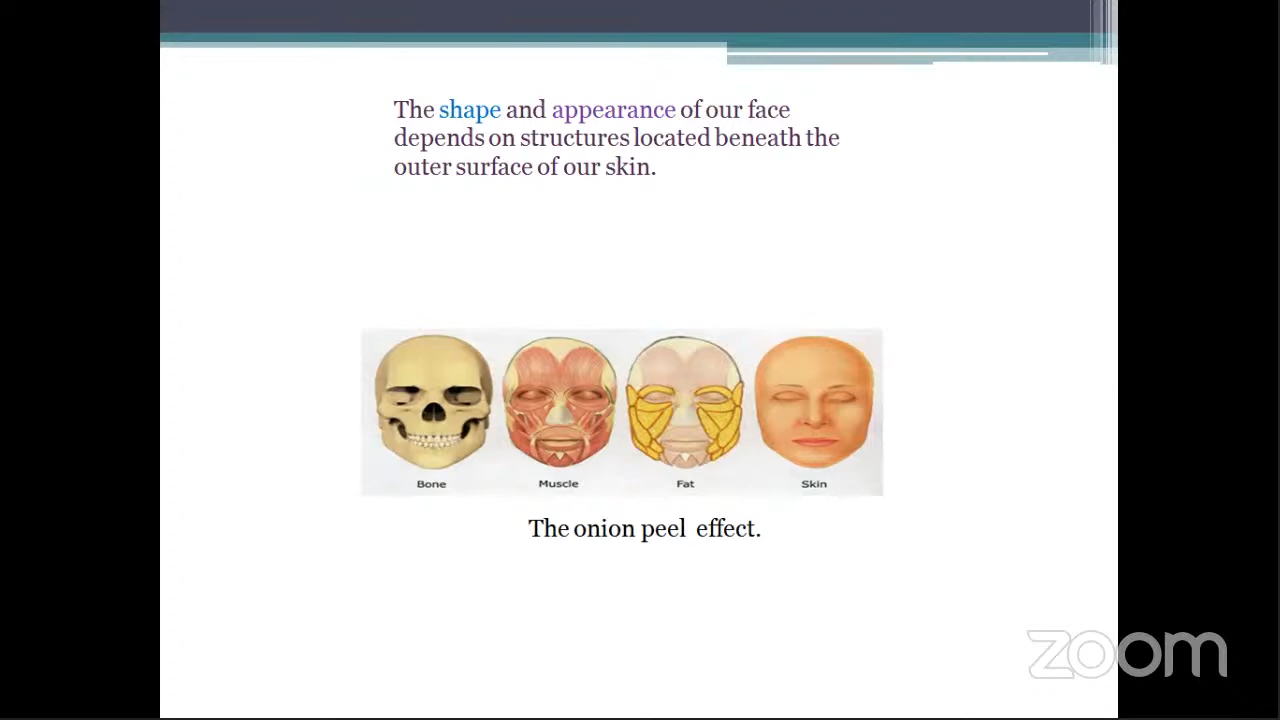 The shape and appearance of our face
depends on structures located beneath the
outer surface of our skin.
Bone Muscle Fat Skin
The onion peel effect.
zoom